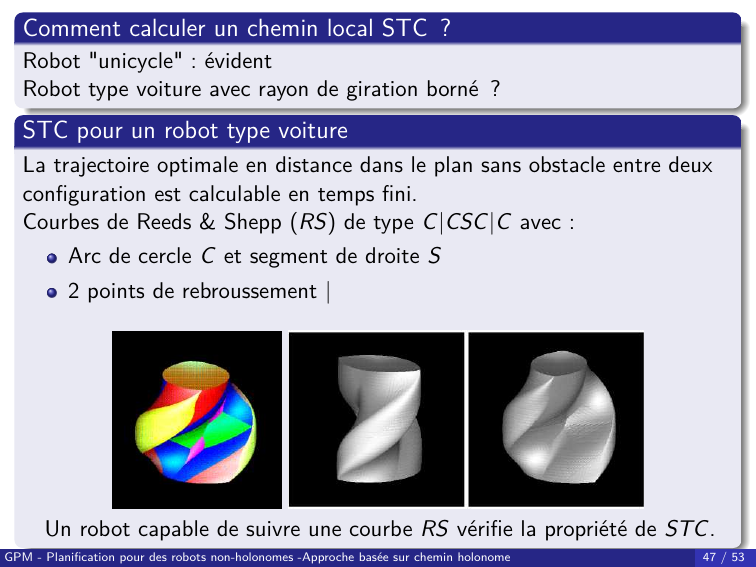 Comment calculer un chemin local STC ?
Robot "unicycle" : évident
Robot type voiture avec rayon de giration borné ?
STC pour un robot type voiture
La trajectoire optimale en distance dans le plan sans obstacle entre deux
configuration est calculable en temps fini.
Courbes de Reeds & Shepp (RS) de type C|CSC|C avec :
Arc de cercle C et segment de droite S
2 points de rebroussement |
Un robot capable de suivre une courbe RS vérifie la propriété de STC.
GPM - Planification pour des robots non-holonomes -Approche basée sur chemin holonome 47 / 53